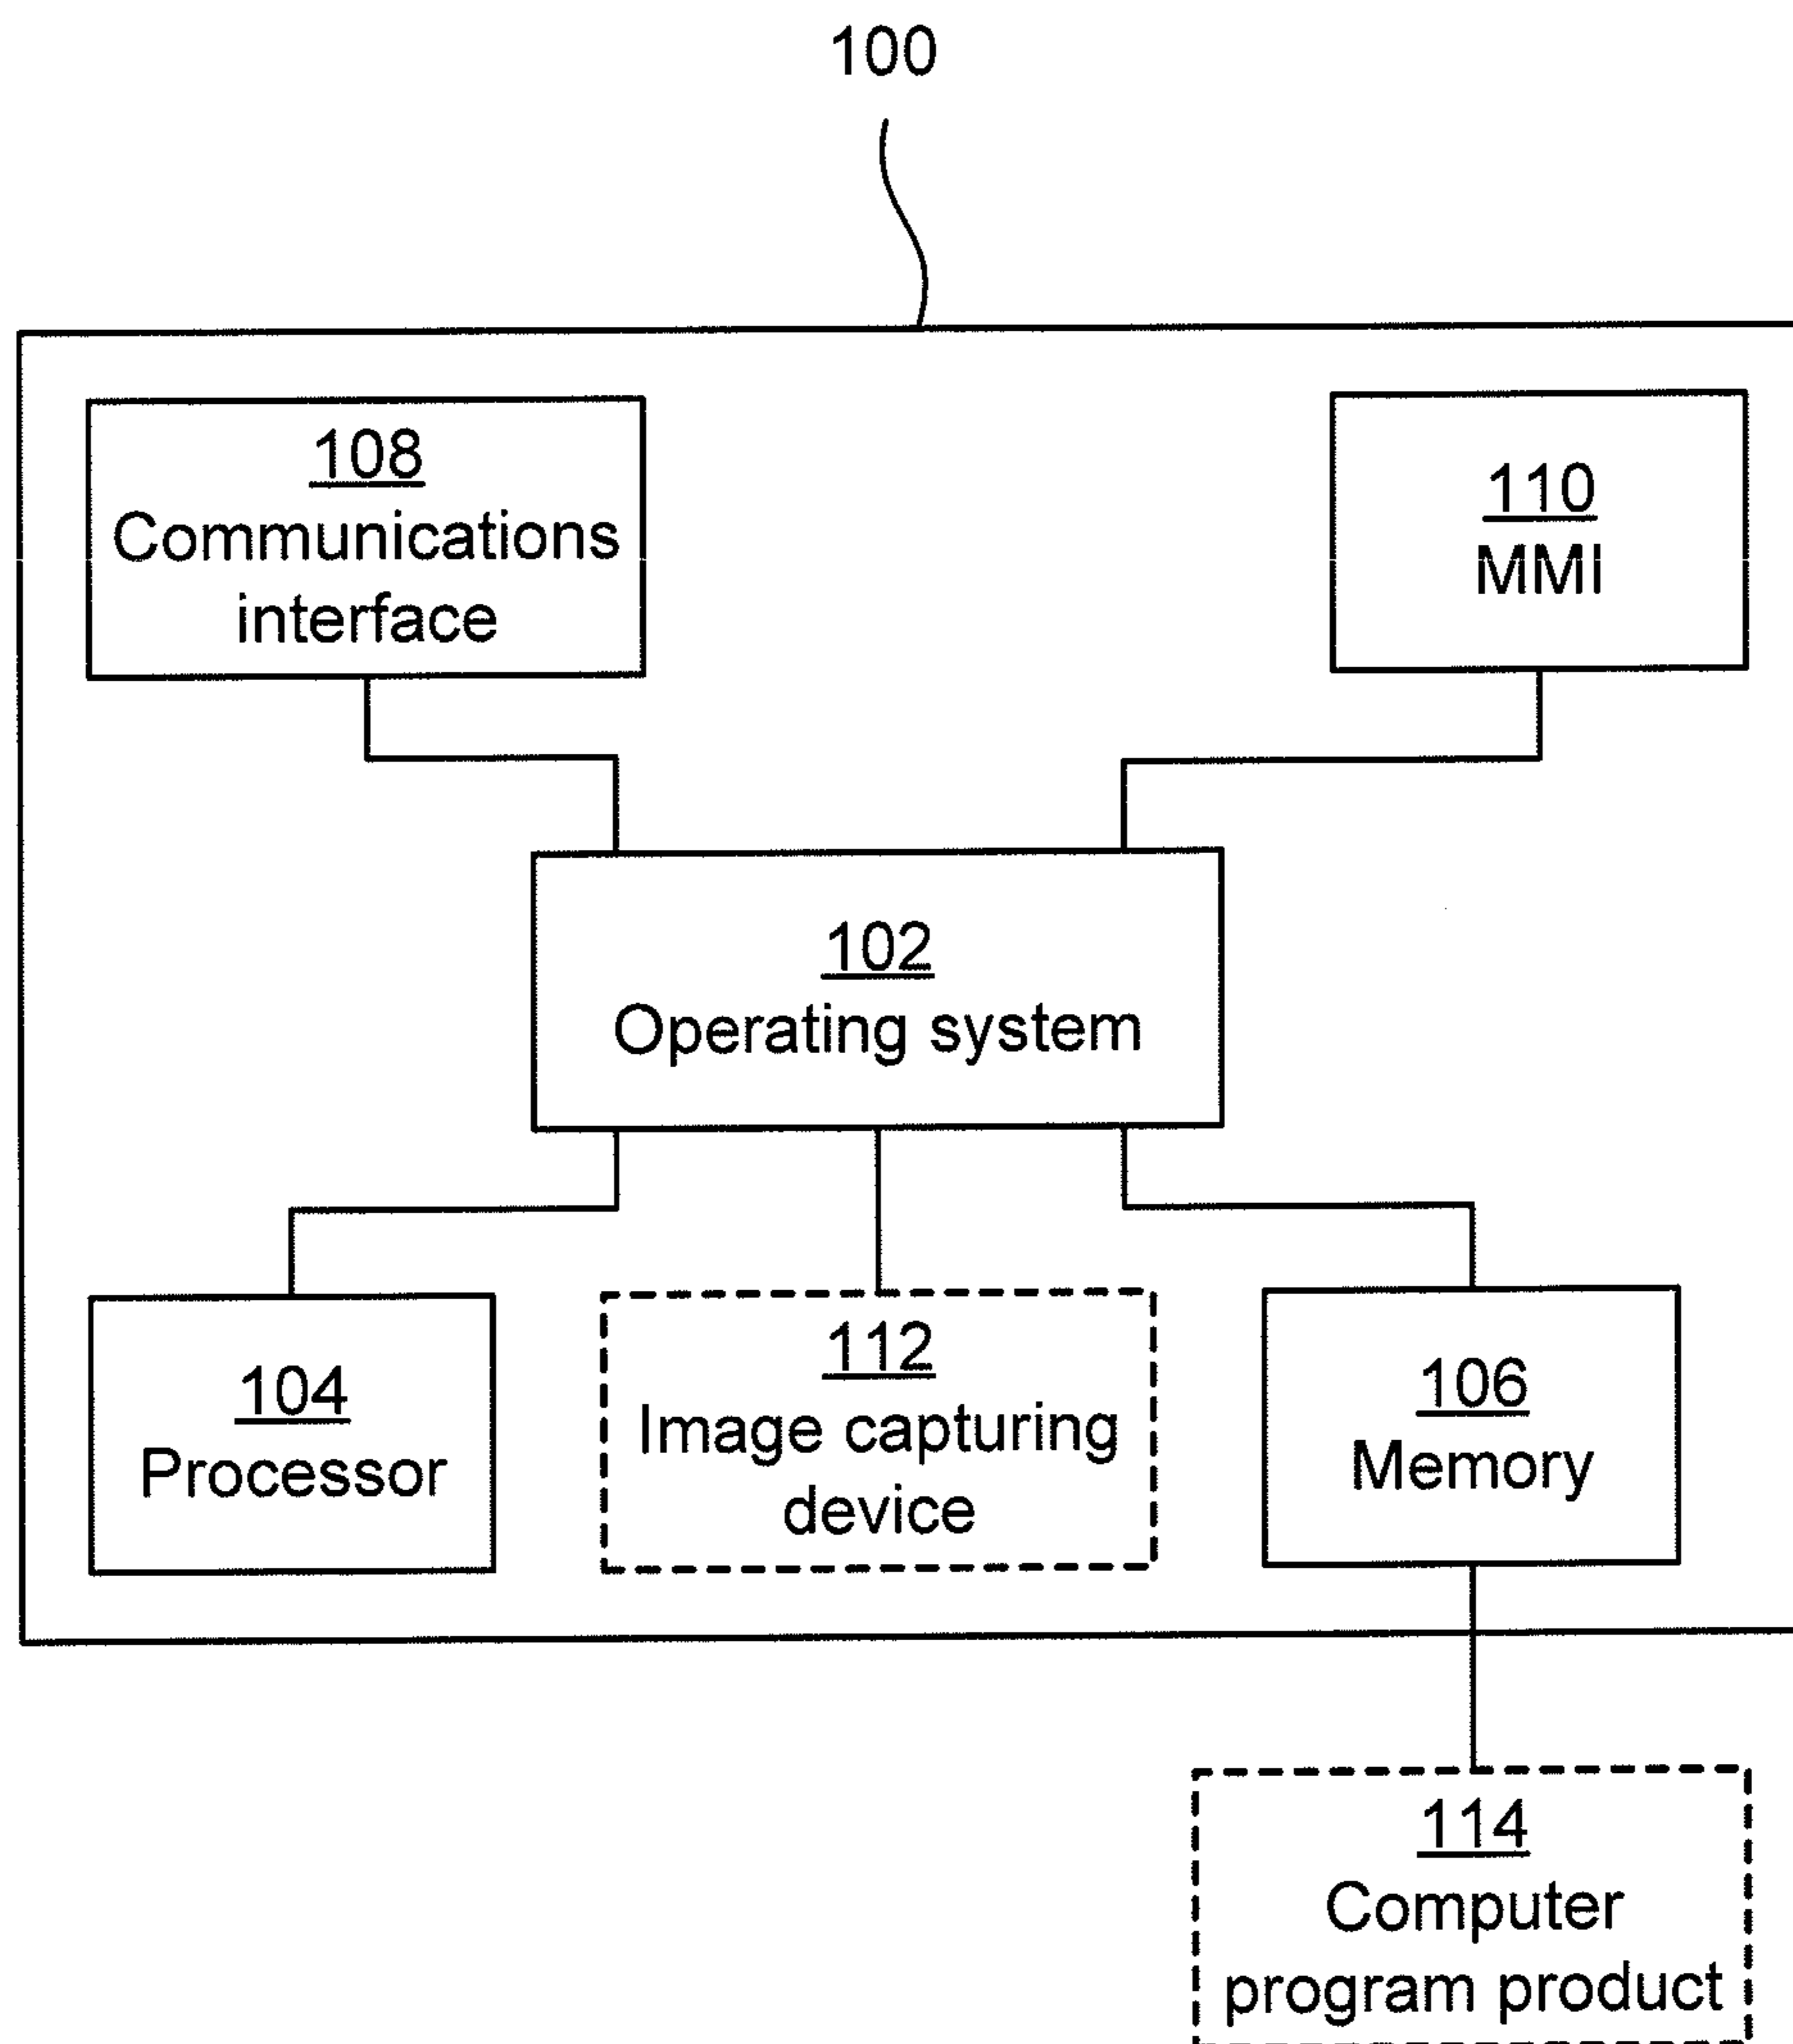 100
108
Communications
interface
110
MMI
102
Operating system
104
Processor
112
Image capturing
device
106
Memory
114
Computer
program product